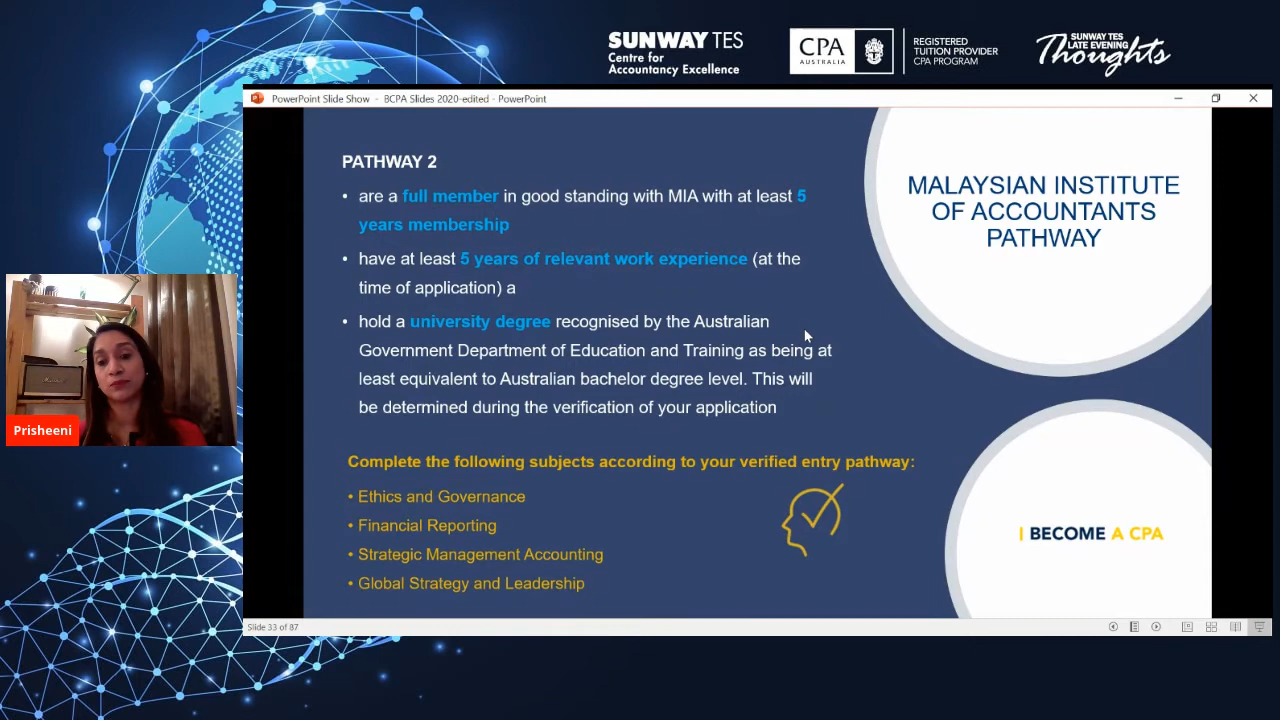 SUNWAY TES
Centre for
Accountancy Excellence
CPA
AUSTRALIA
REGISTERED
TUITION PROVIDER
CPA PROGRAM
SUNWAY TES
LATE EVENING
Thoughts
PowerPoint Slide Show - BCPA Slides 2020-edited - PowerPoint
PATHWAY 2
• are a full member in good standing with MIA with at least 5
years membership
• have at least 5 years of relevant work experience (at the
time of application) a
• hold a university degree recognised by the Australian
Government Department of Education and Training as being at
least equivalent to Australian bachelor degree level. This will
be determined during the verification of your application
Complete the following subjects according to your verified entry pathway:
• Ethics and Governance
• Financial Reporting
• Strategic Management Accounting
• Global Strategy and Leadership
MALAYSIAN INSTITUTE
OF ACCOUNTANTS
PATHWAY
BECOME A CPA
Prisheeni
Slide 33 of 87